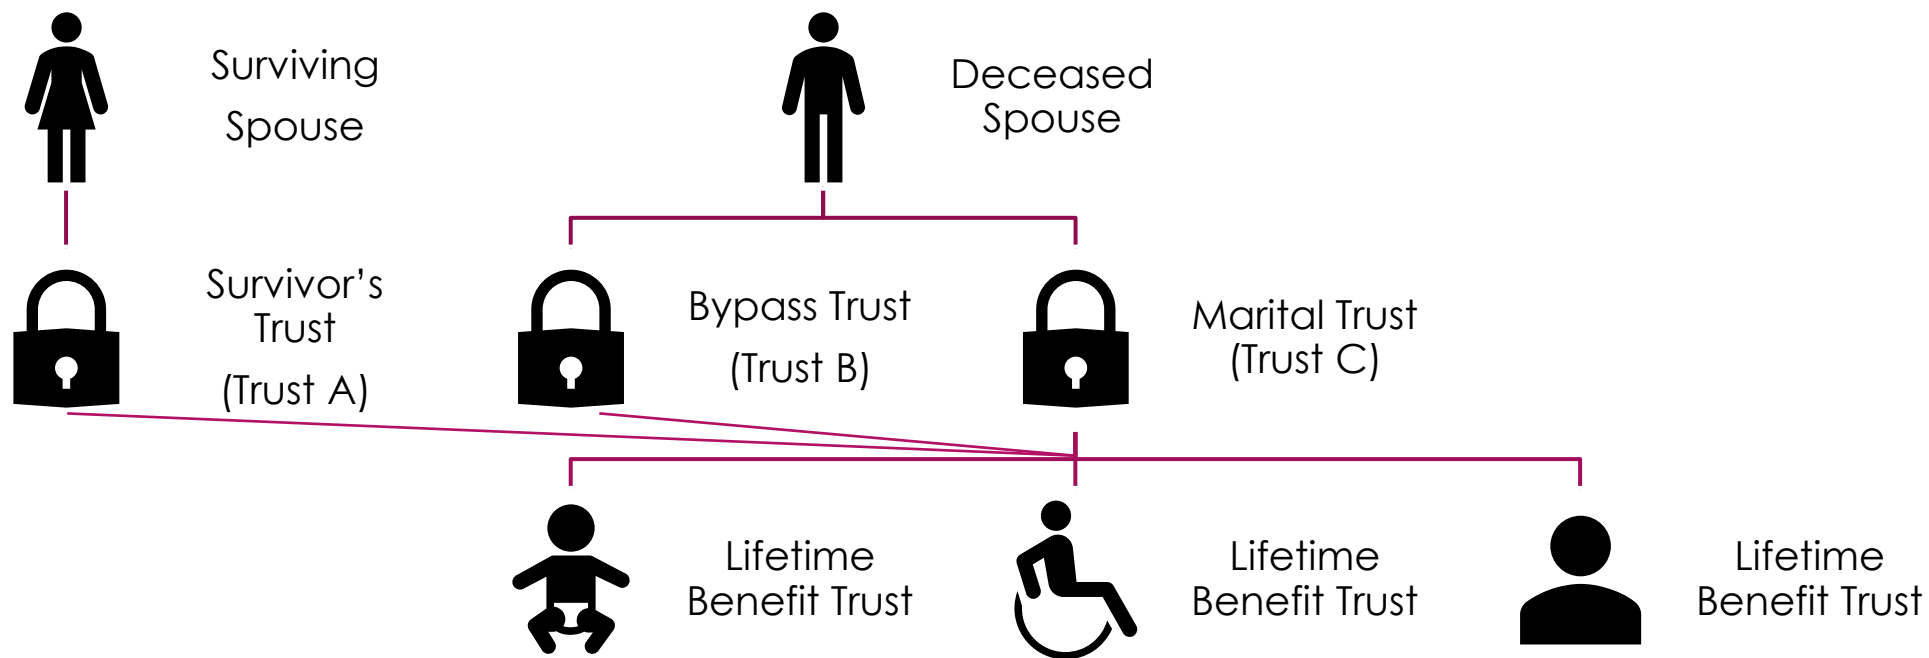 Surviving
Spouse
Deceased
Spouse
Survivor’s
Trust
(Trust A)
Bypass Trust
(Trust B)
Marital Trust
(Trust C)
Lifetime
Benefit Trust
Lifetime
Benefit Trust
Lifetime
Benefit Trust